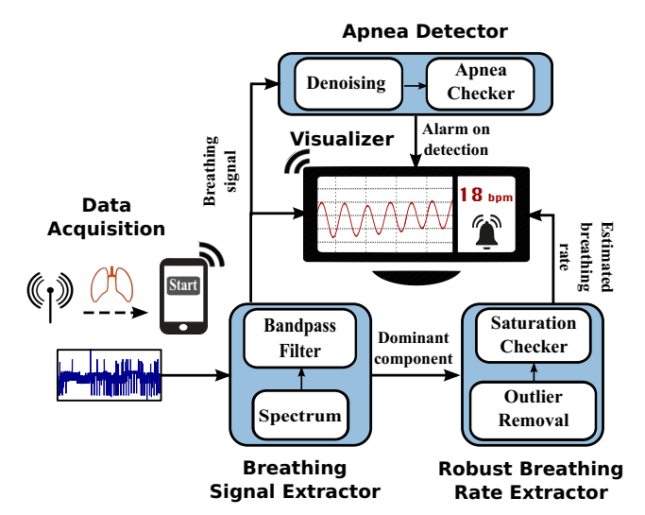 Apnea Detector
Denoising
Apnea
Checker
Visualizer
Alarm on
detection
Breathing
signal
18 bpm
Data
Acquisition
Start
Estimated
breathing
rate
Bandpass
Filter
Spectrum
Dominant
component
Saturation
Checker
Outlier
Removal
Breathing
Signal Extractor
Robust Breathing
Rate Extractor